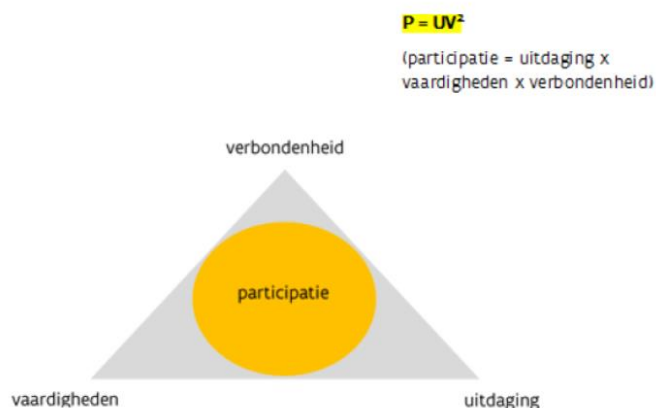 P = UV²
(participatie = uitdaging x
vaardigheden x verbondenheid)
verbondenheid
participatie
vaardigheden
uitdaging